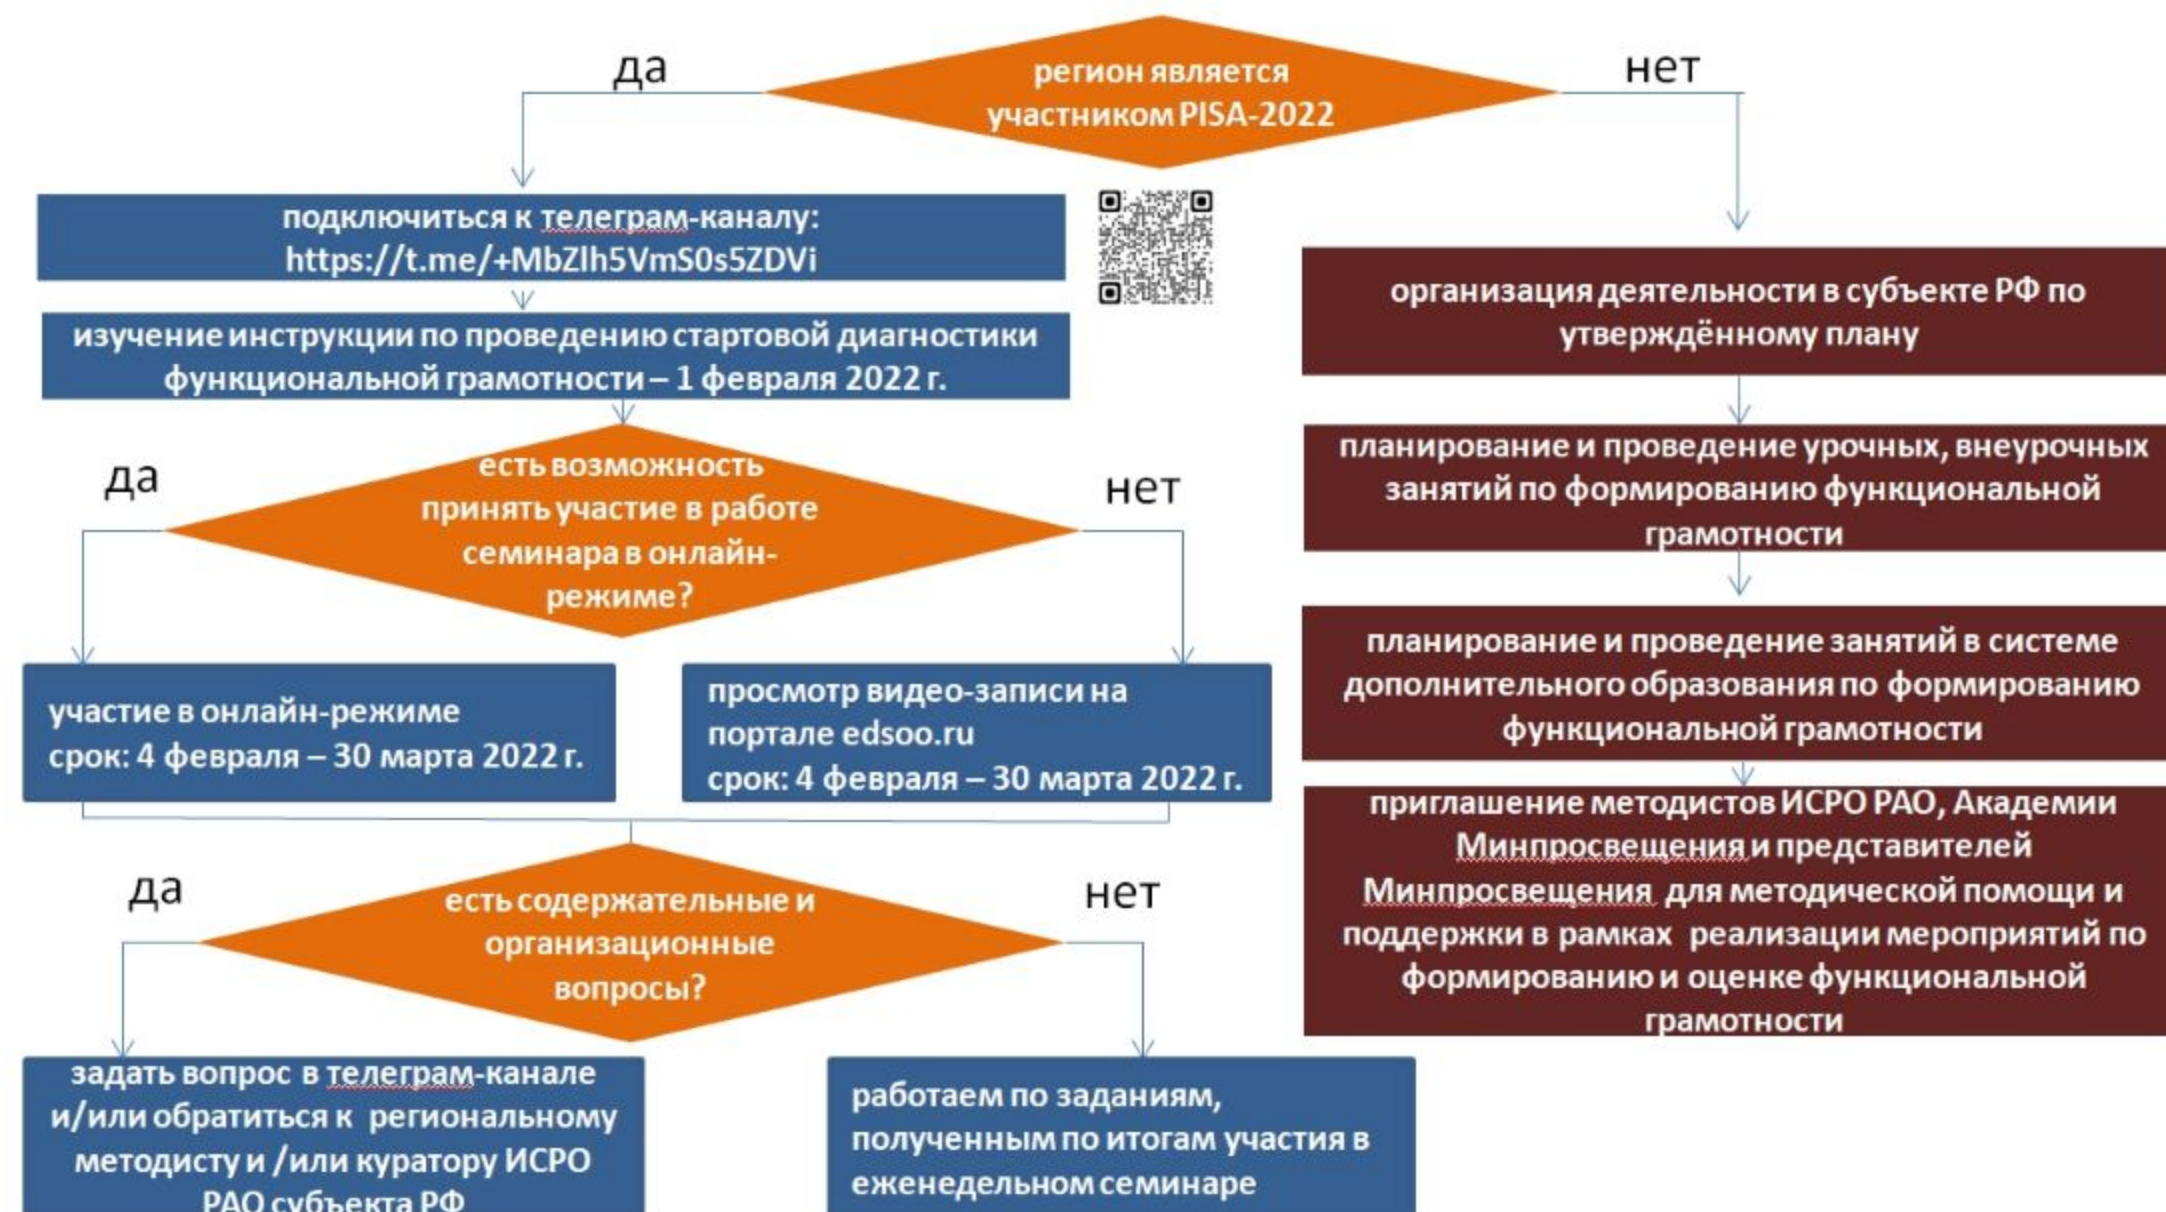 да
регион является
участником PISA-2022
нет
подключиться к телеграм-каналу:
https://t.me/+MbZlh5VmS0s5ZDVi
изучение инструкции по проведению стартовой диагностики
функциональной грамотности – 1 февраля 2022 г.
да
есть возможность
принять участие в работе
семинара в онлайн-
режиме?
нет
участие в онлайн-режиме
срок: 4 февраля – 30 марта 2022 г.
просмотр видео-записи на
портале edsoo.ru
срок: 4 февраля – 30 марта 2022 г.
да
есть содержательные и
организационные
вопросы?
нет
задать вопрос в телеграм-канале
и/или обратиться к региональному
методисту и /или куратору ИСРО
РАО субъекта РФ
работаем по заданиям,
полученным по итогам участия в
еженедельном семинаре
организация деятельности в субъекте РФ по
утверждённому плану
планирование и проведение урочных, внеурочных
занятий по формированию функциональной
грамотности
планирование и проведение занятий в системе
дополнительного образования по формированию
функциональной грамотности
приглашение методистов ИСРО РАО, Академии
Минпросвещения и представителей
Минпросвещения для методической помощи и
поддержки в рамках реализации мероприятий по
формированию и оценке функциональной
грамотности